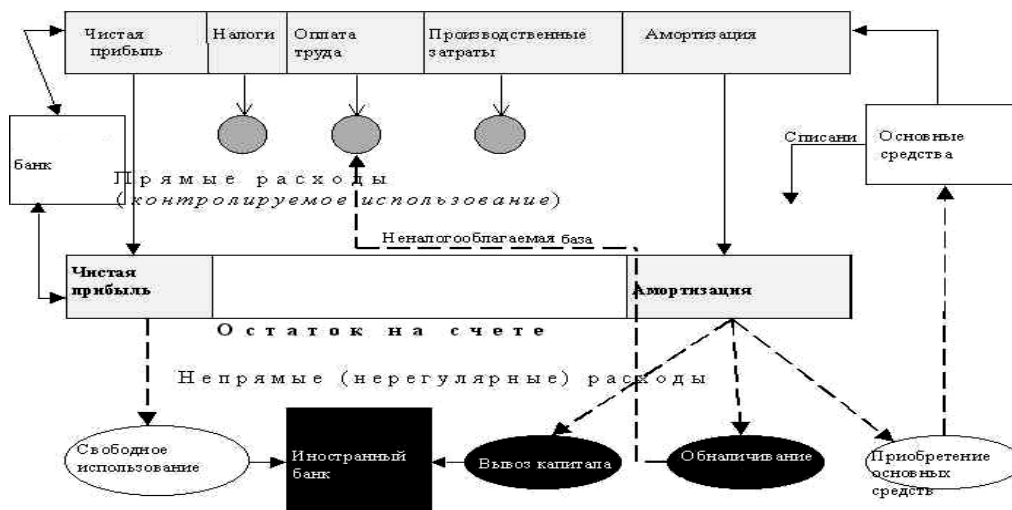 Чистая
прибыль
Налоги
Оплата
труда
Производственные
затраты
Амортизация
банк
Списани
Основные
средства
Прямые расходы
(контролируемое использование)
Неналогооблагаемая база
Чистая
прибыль
Амортизация
Остаток на счете
Непрямые (нерегулярные) расходы
Свободное
использование
Иностранный
банк
Вывоз капитала
Обналичивание
Приобретение
основных
средств